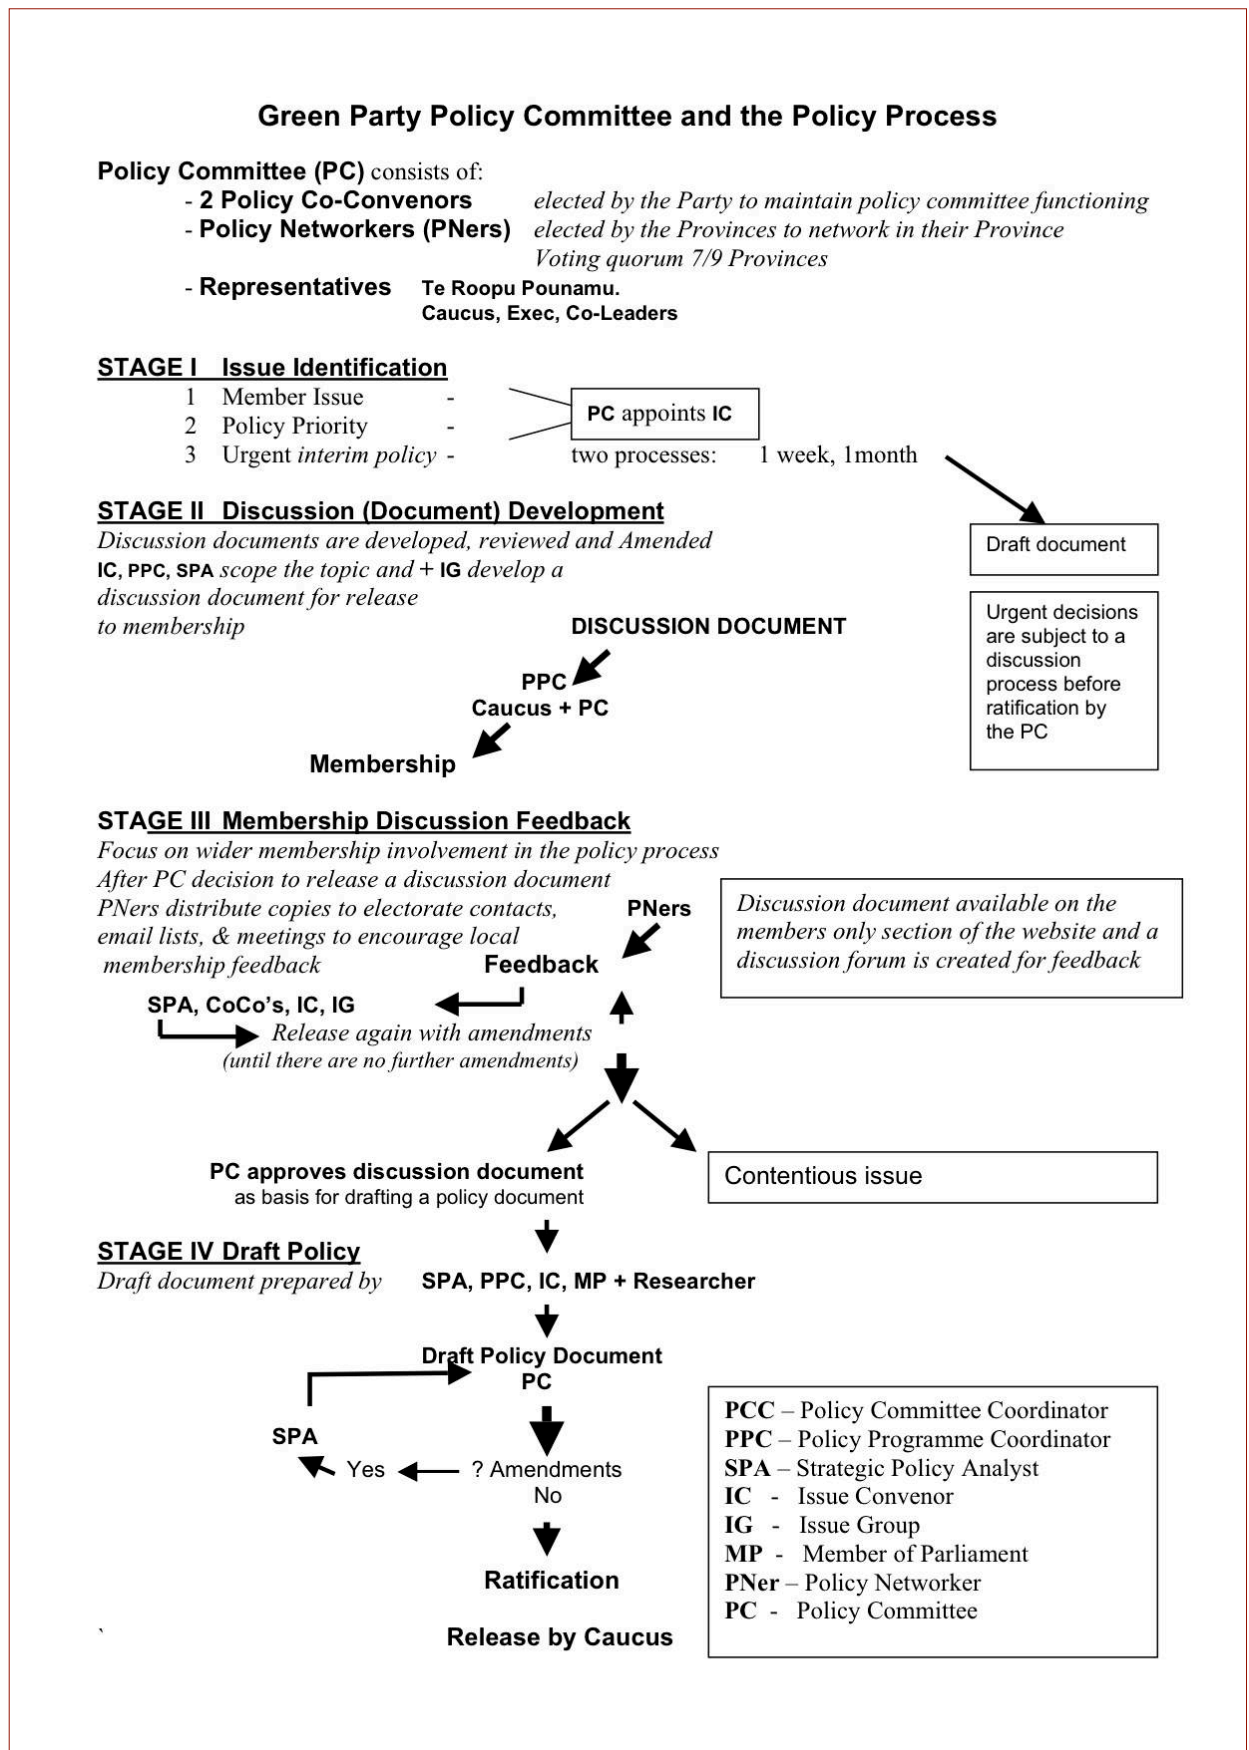 Green Party Policy Committee and the Policy Process
Policy Committee (PC) consists of:
- 2 Policy Co-Convenors elected by the Party to maintain policy committee functioning
- Policy Networkers (PNers) elected by the Provinces to network in their Province
Voting quorum 7/9 Provinces
- Representatives Te Roopu Pounamu.
Caucus, Exec, Co-Leaders
STAGE I Issue Identification
1 Member Issue -
2 Policy Priority -
PC appoints IC
3 Urgent interim policy - two processes: 1 week, 1month
STAGE II Discussion (Document) Development
Discussion documents are developed, reviewed and Amended
IC, PPC, SPA scope the topic and + IG develop a
discussion document for release
to membership
DISCUSSION DOCUMENT
Draft document
Urgent decisions
are subject to a
discussion
process before
ratification by
the PC
PPC
Caucus + PC
Membership
STAGE III Membership Discussion Feedback
Focus on wider membership involvement in the policy process
After PC decision to release a discussion document
PNers distribute copies to electorate contacts,
email lists, & meetings to encourage local
membership feedback
PNers
Feedback
Discussion document available on the
members only section of the website and a
discussion forum is created for feedback
SPA, CoCo's, IC, IG
Release again with amendments
(until there are no further amendments)
PC approves discussion document
as basis for drafting a policy document
Contentious issue
STAGE IV Draft Policy
Draft document prepared by SPA, PPC, IC, MP + Researcher
Draft Policy Document
PC
SPA
Yes
? Amendments
No
Ratification
` Release by Caucus
PCC – Policy Committee Coordinator
PPC – Policy Programme Coordinator
SPA – Strategic Policy Analyst
IC - Issue Convenor
IG - Issue Group
MP - Member of Parliament
PNer – Policy Networker
PC - Policy Committee